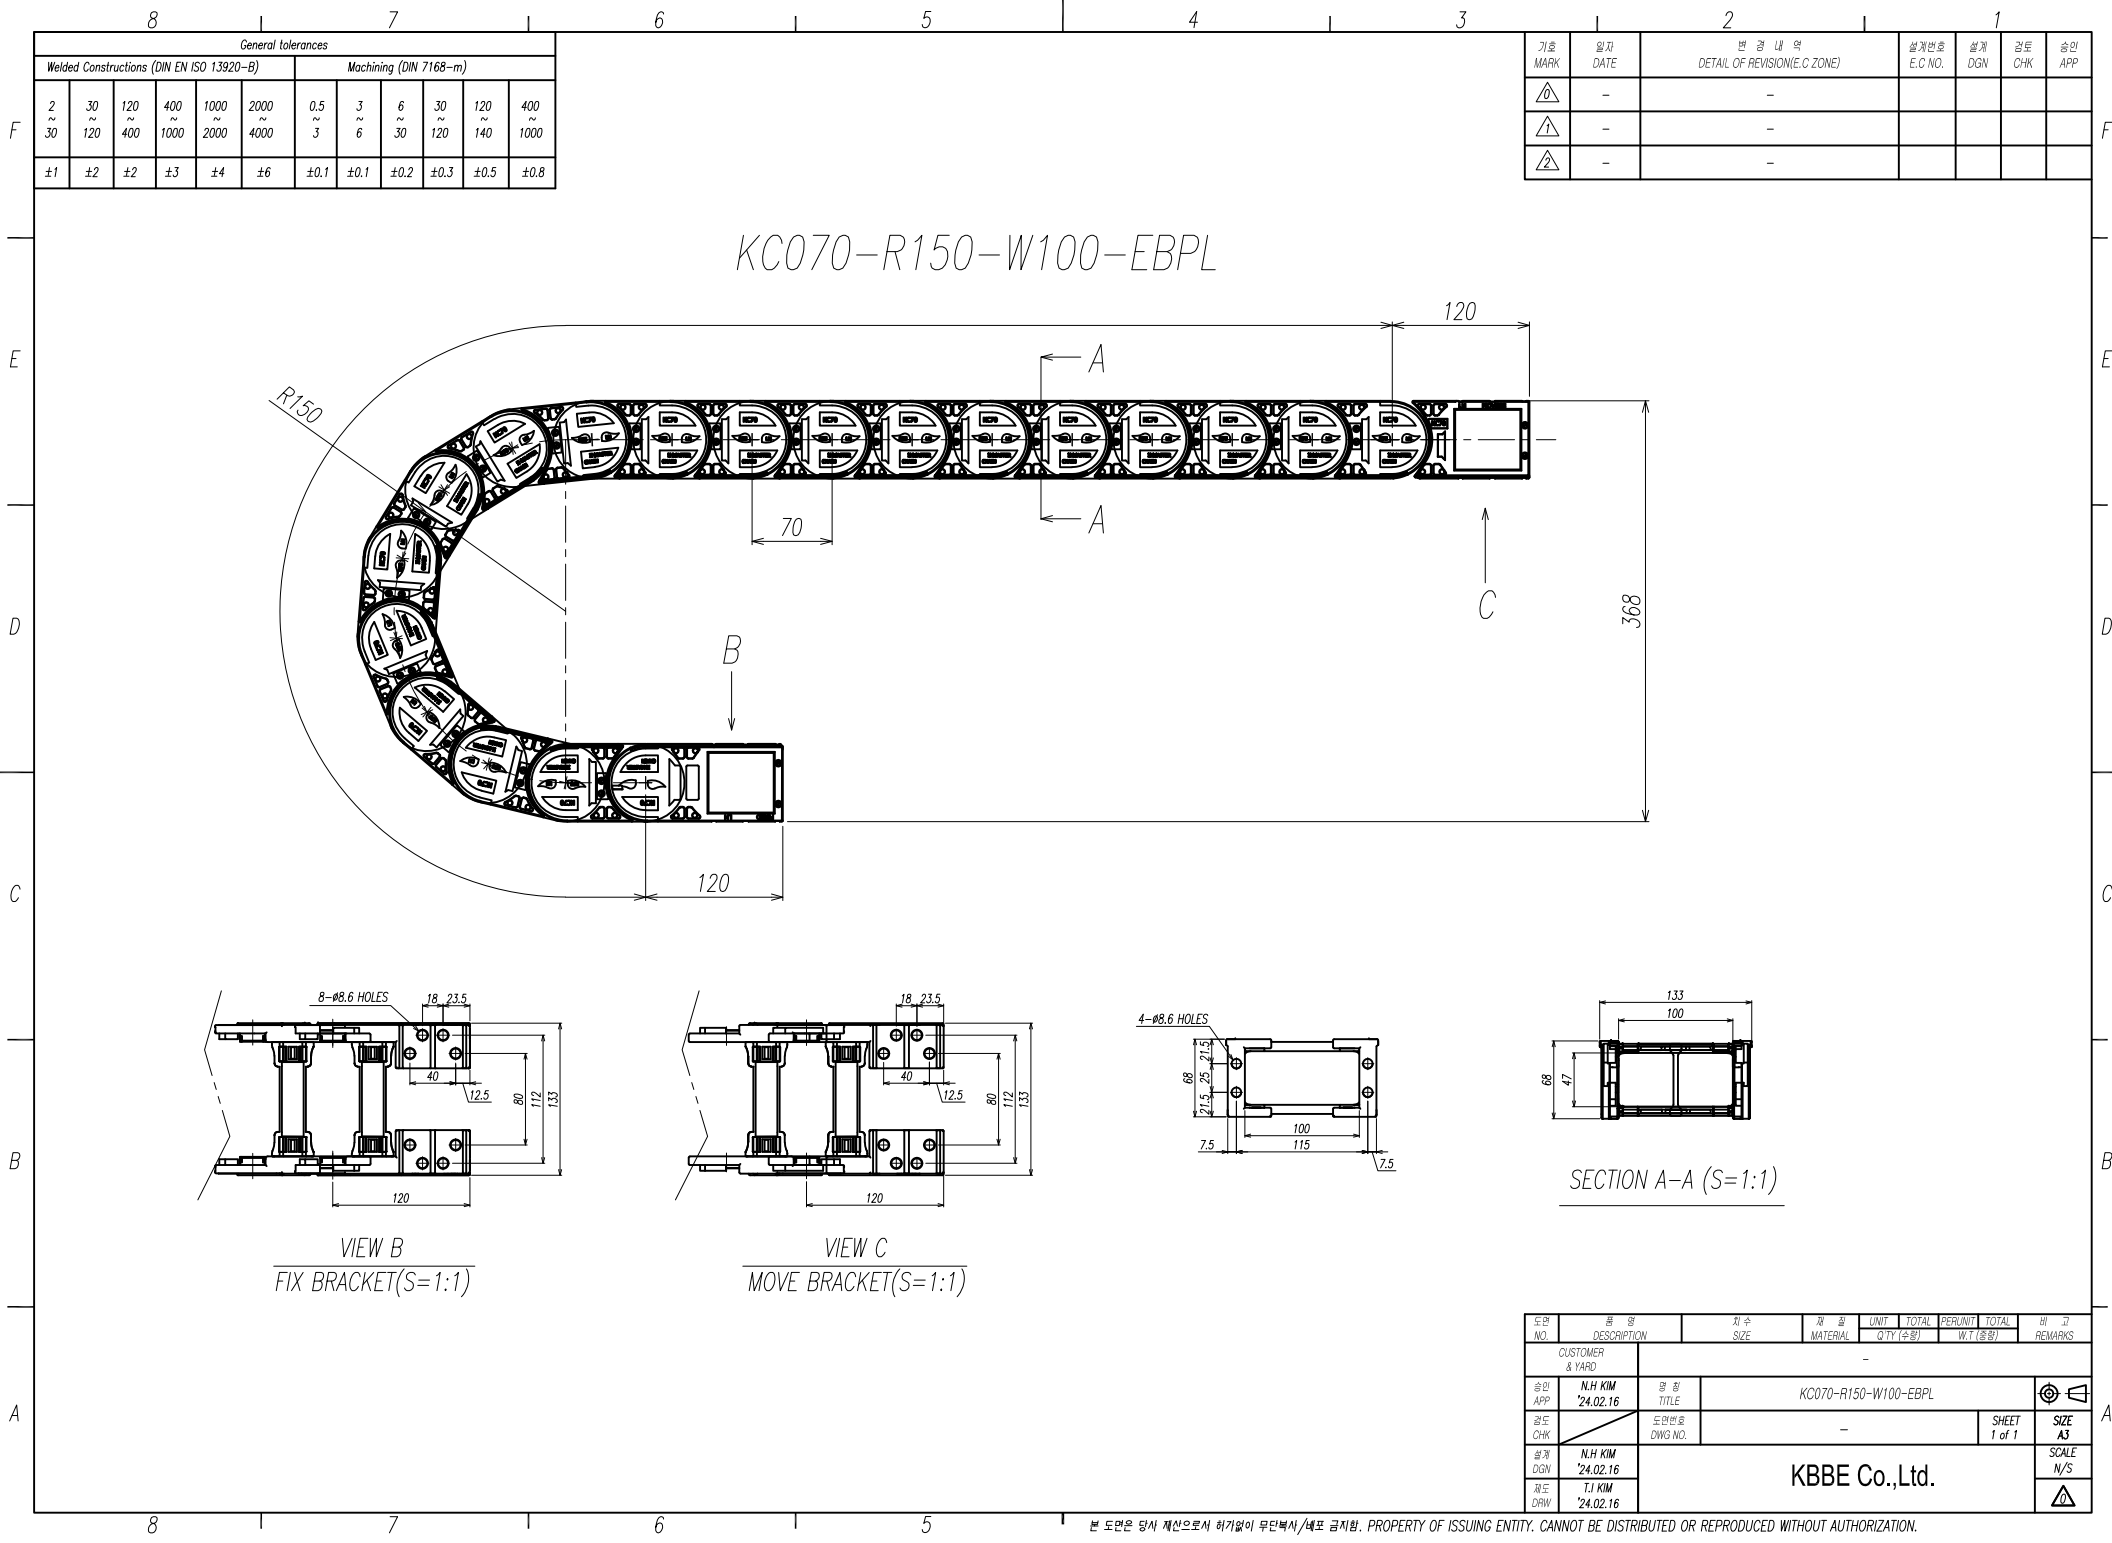 8 7 6 5 4 3 2 1
General tolerances
Welded Constructions (DIN EN ISO 13920-B) Machining (DIN 7168-m)
2 30 120 400 1000 2000 0.5 3 6 30 120 400
~ ~ ~ ~ ~ ~ ~ ~ ~ ~ ~ ~
30 120 400 1000 2000 4000 3 6 30 120 140 1000
±1 ±2 ±2 ±3 ±4 ±6 ±0.1 ±0.1 ±0.2 ±0.3 ±0.5 ±0.8
기호 일자 변 경 내 역 설계번호 설계 검토 승인
MARK DATE DETAIL OF REVISION(E.C ZONE) E.C NO. DGN CHK APP
0 - -
1 - -
2 - -
F F
KC070-R150-W100-EBPL
120
E E
A
R150
A
70
C
368
D D
B
120
C C
8-ø8.6 HOLES 18 23.5
40
12.5
80
112
133
120
VIEW B
FIX BRACKET(S=1:1)
18 23.5
40
12.5
80
112
133
120
VIEW C
MOVE BRACKET(S=1:1)
4-ø8.6 HOLES
68
21.5
25
21.5
100
7.5 115
7.5
133
100
68
47
SECTION A-A (S=1:1)
B B
A A
도면 품 명 치 수 재 질 UNIT TOTAL PERUNIT TOTAL 비 고
NO. DESCRIPTION SIZE MATERIAL Q'TY (수량) W.T (중량) REMARKS
CUSTOMER
& YARD
-
승인 N.H KIM 명 칭 KC070-R150-W100-EBPL
APP '24.02.16 TITLE
검도 도면번호 - SHEET SIZE
CHK DWG NO. 1 of 1 A3
설계 N.H KIM SCALE
DGN '24.02.16 N/S
제도 T.I KIM KBBE Co.,Ltd. 0
DRW '24.02.16
8 7 6 5
본 도면은 당사 재산으로서 허가없이 무단복사/배포 금지함. PROPERTY OF ISSUING ENTITY. CANNOT BE DISTRIBUTED OR REPRODUCED WITHOUT AUTHORIZATION.